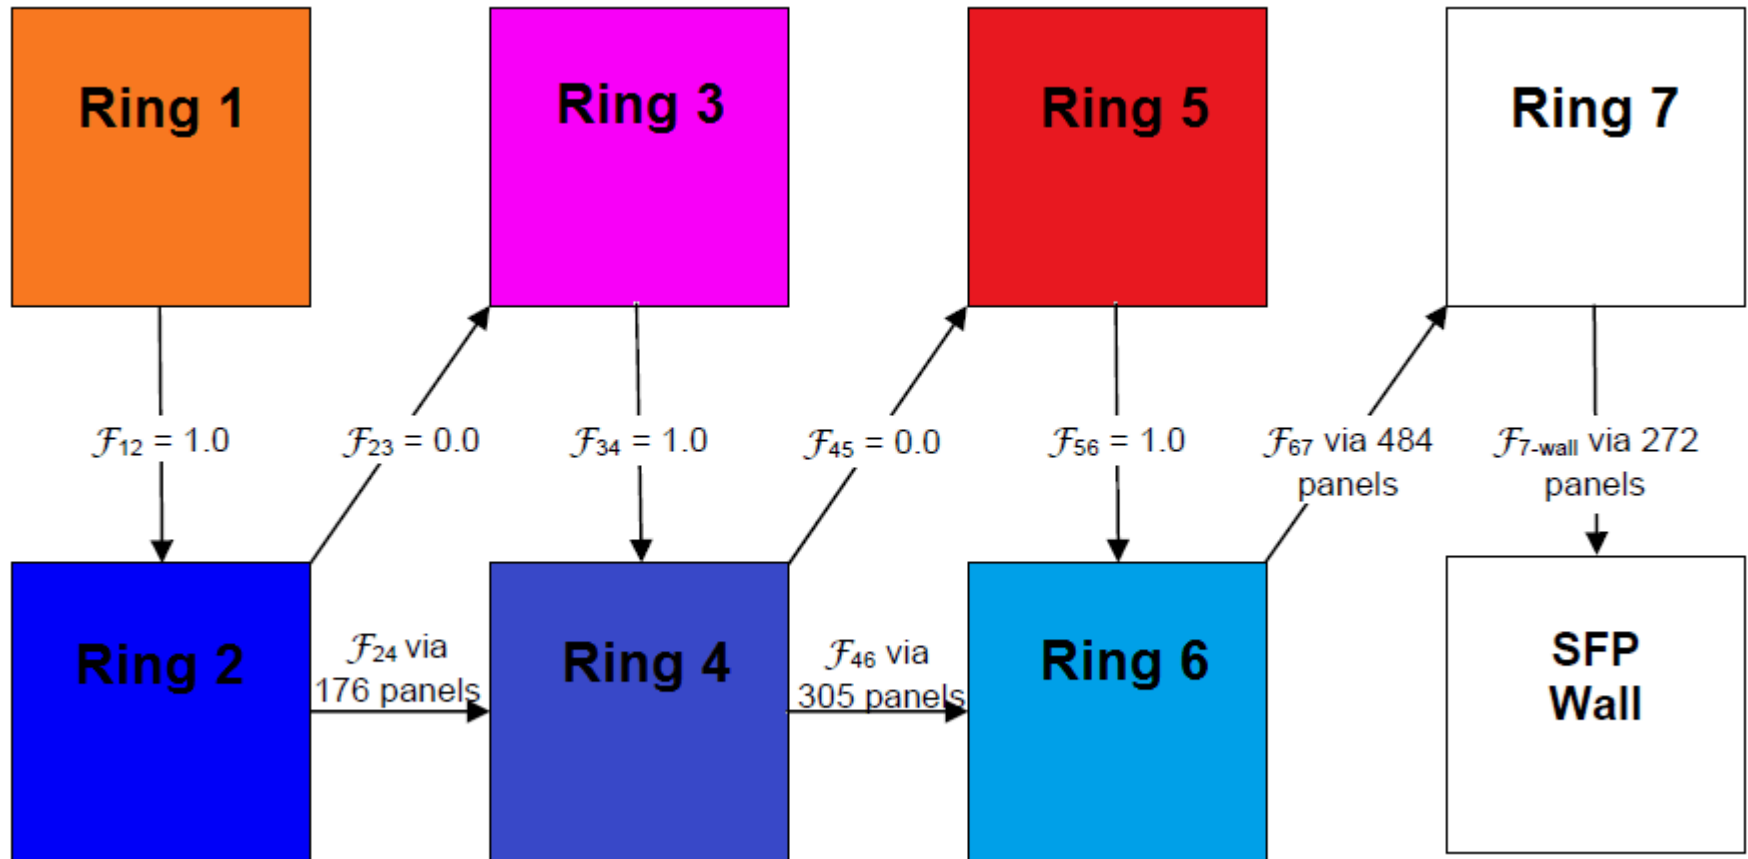 Ring 1
Ring 3
Ring 5
Ring 7
ℱ12 = 1.0
ℱ23 = 0.0
ℱ34 = 1.0
ℱ45 = 0.0
ℱ56 = 1.0
ℱ67 via 484
panels
ℱ7-wall via 272
panels
Ring 2
ℱ24 via
176 panels
Ring 4
ℱ46 via
305 panels
Ring 6
SFP
Wall